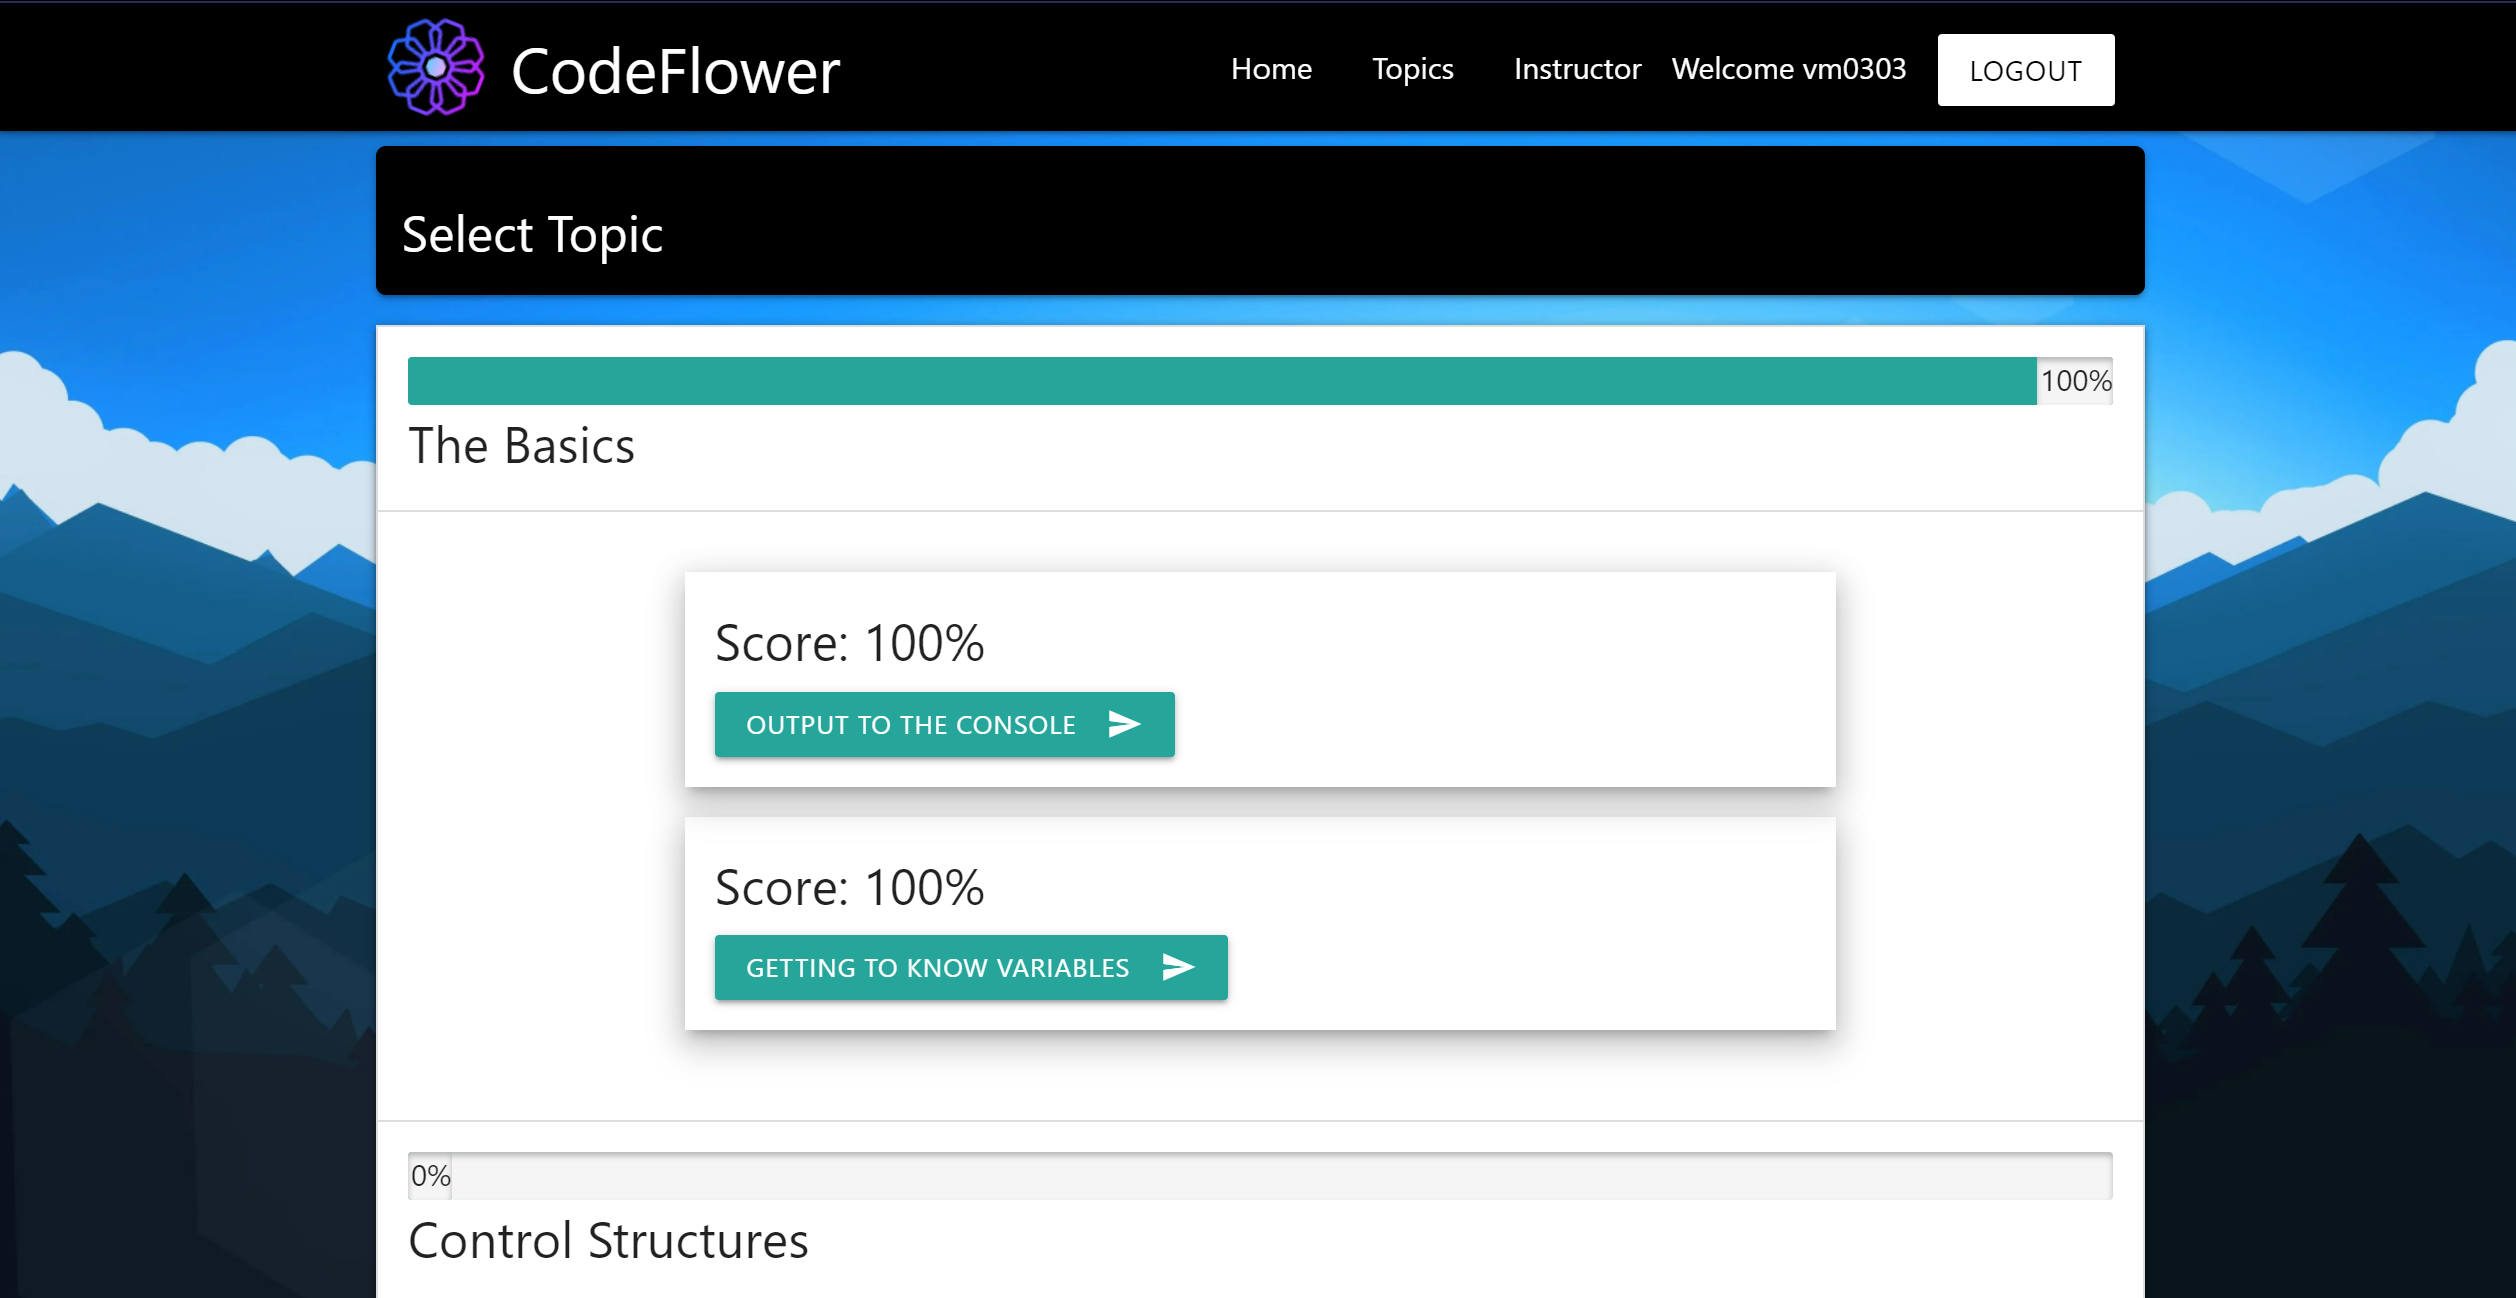 CodeFlower
Home Topics Instructor Welcome vm0303 LOGOUT
Select Topic
100%
The Basics
Score: 100%
OUTPUT TO THE CONSOLE
Score: 100%
GETTING TO KNOW VARIABLES
0%
Control Structures